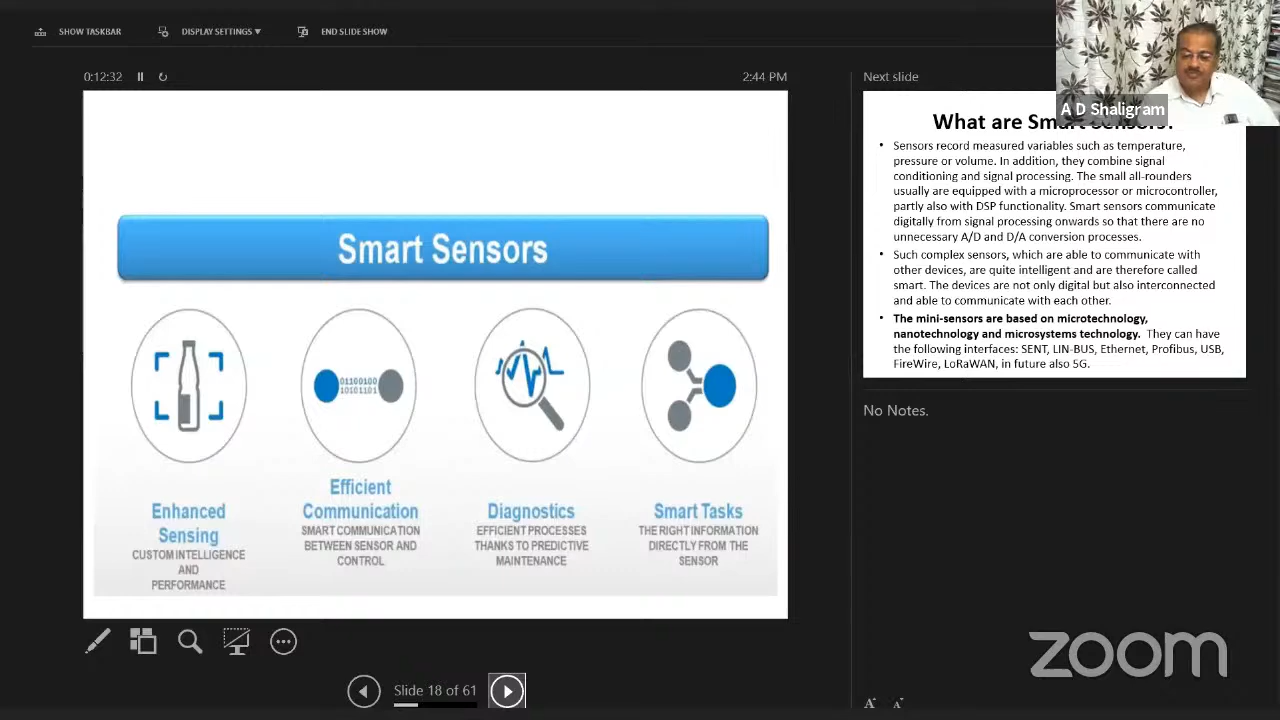 SHOW TASKBAR
DISPLAY SETTINGS ▼
END SLIDE SHOW
0:12:32
2:44 PM
Smart Sensors
01100100
10101101
Enhanced
Sensing
CUSTOM INTELLIGENCE
AND
PERFORMANCE
Efficient
Communication
SMART COMMUNICATION
BETWEEN SENSOR AND
CONTROL
Diagnostics
EFFICIENT PROCESSES
THANKS TO PREDICTIVE
MAINTENANCE
Smart Tasks
THE RIGHT INFORMATION
DIRECTLY FROM THE
SENSOR
Slide 18 of 61
Next slide
A D Shaligram
What are Smart Sensors?
• Sensors record measured variables such as temperature,
pressure or volume. In addition, they combine signal
conditioning and signal processing. The small all-rounders
usually are equipped with a microprocessor or microcontroller,
partly also with DSP functionality. Smart sensors communicate
digitally from signal processing onwards so that there are no
unnecessary A/D and D/A conversion processes.
• Such complex sensors, which are able to communicate with
other devices, are quite intelligent and are therefore called
smart. The devices are not only digital but also interconnected
and able to communicate with each other.
• The mini-sensors are based on microtechnology,
nanotechnology and microsystems technology. They can have
the following interfaces: SENT, LIN-BUS, Ethernet, Profibus, USB,
FireWire, LoRaWAN, in future also 5G.
No Notes.
zoom
A A